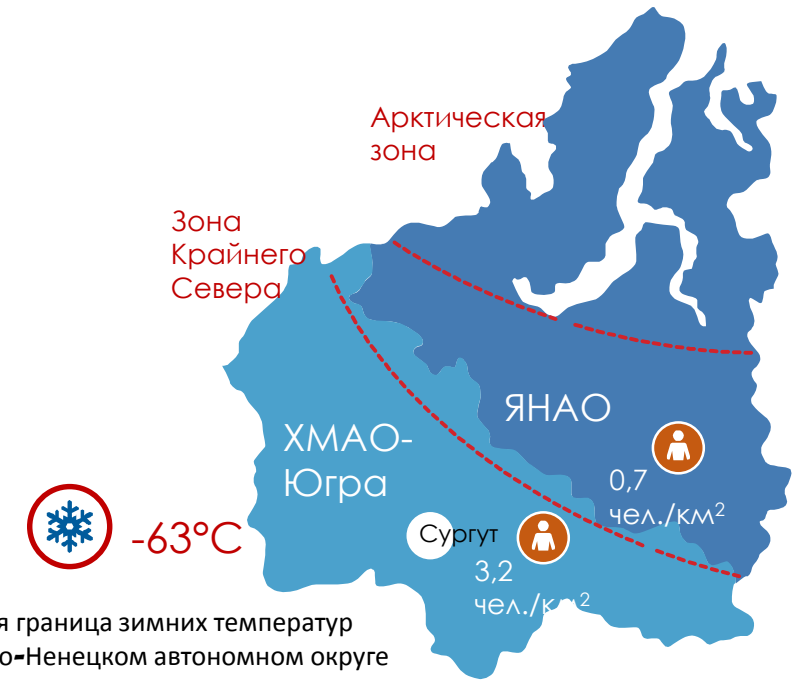 Арктическая
зона
Зона
Крайнего
Севера
ЯНАО
ХМАО-
Югра
0,7
чел./км²
Сургут
-63°C
3,2
чел./км²
я граница зимних температур
о-Ненецком автономном округе